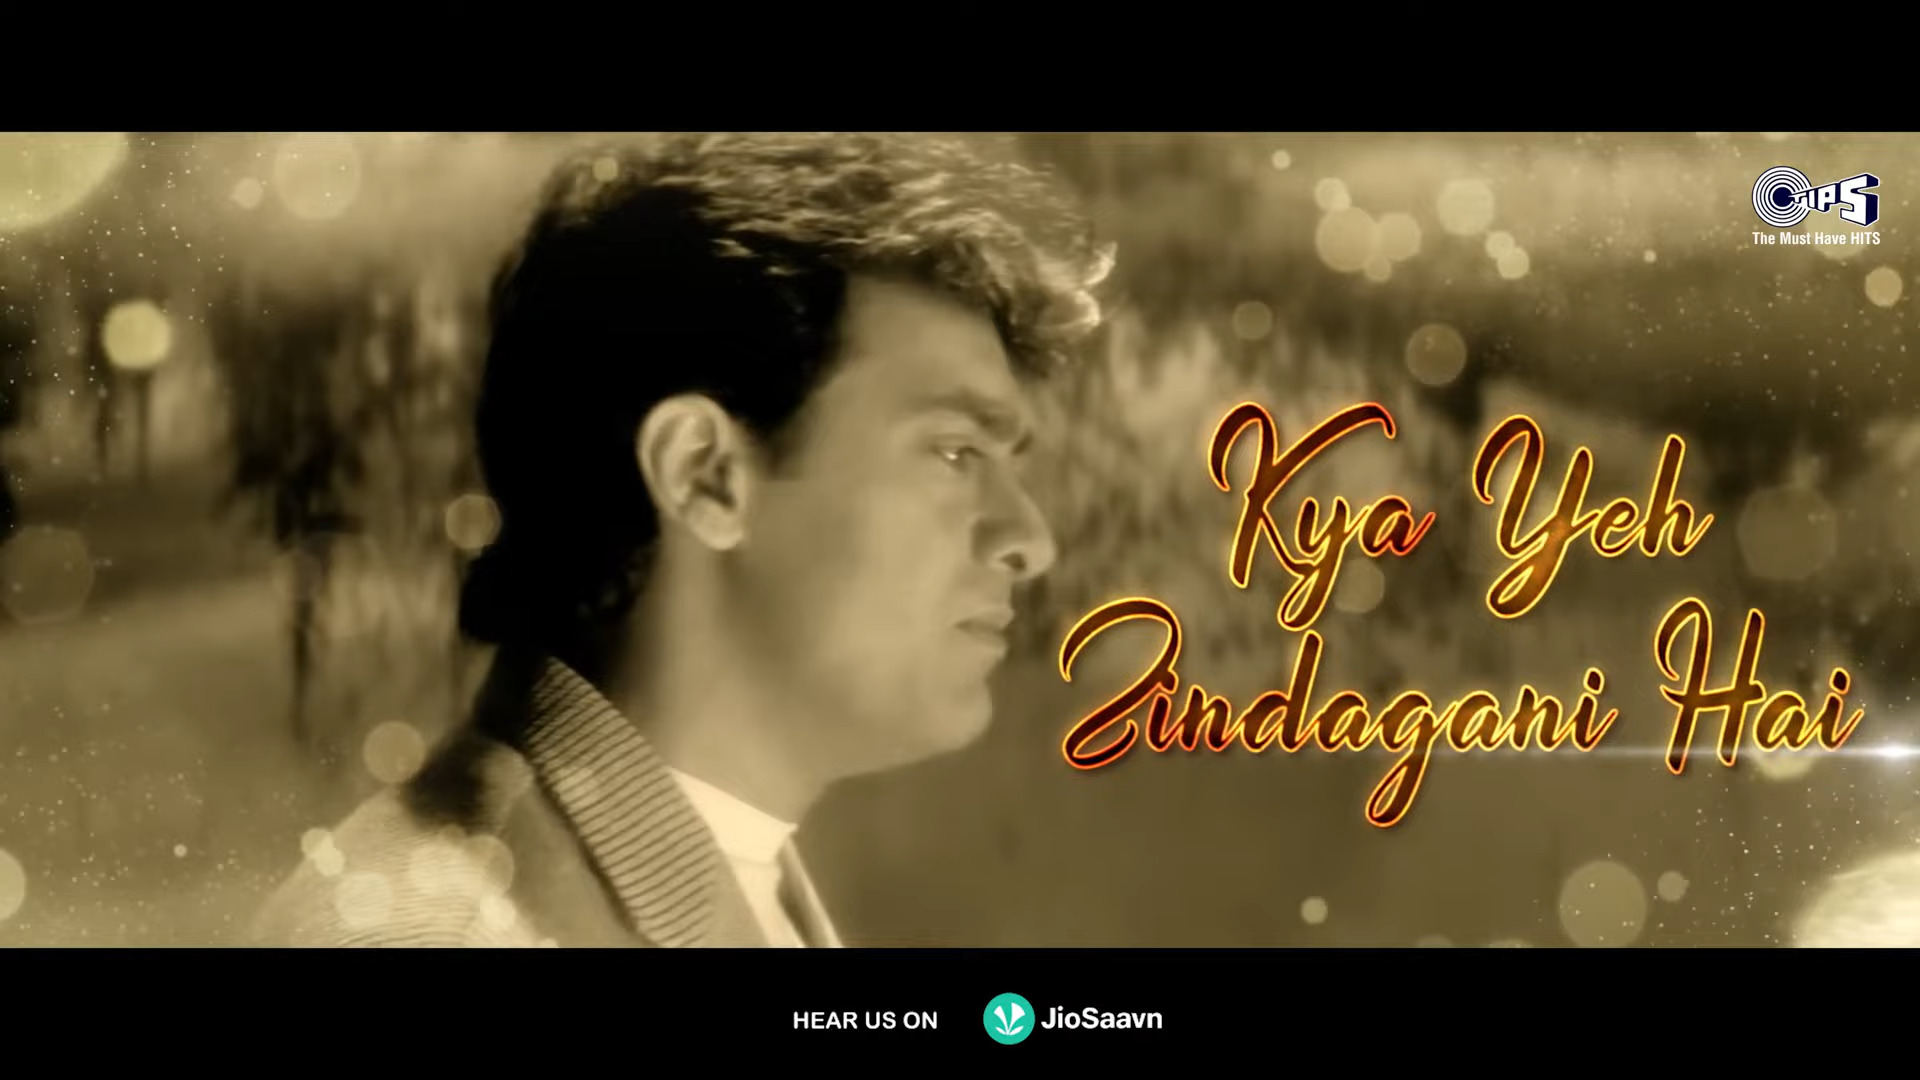 TIPS
The Must Have HITS
Kya Yeh
Zindagani Hai
HEAR US ON JioSaavn